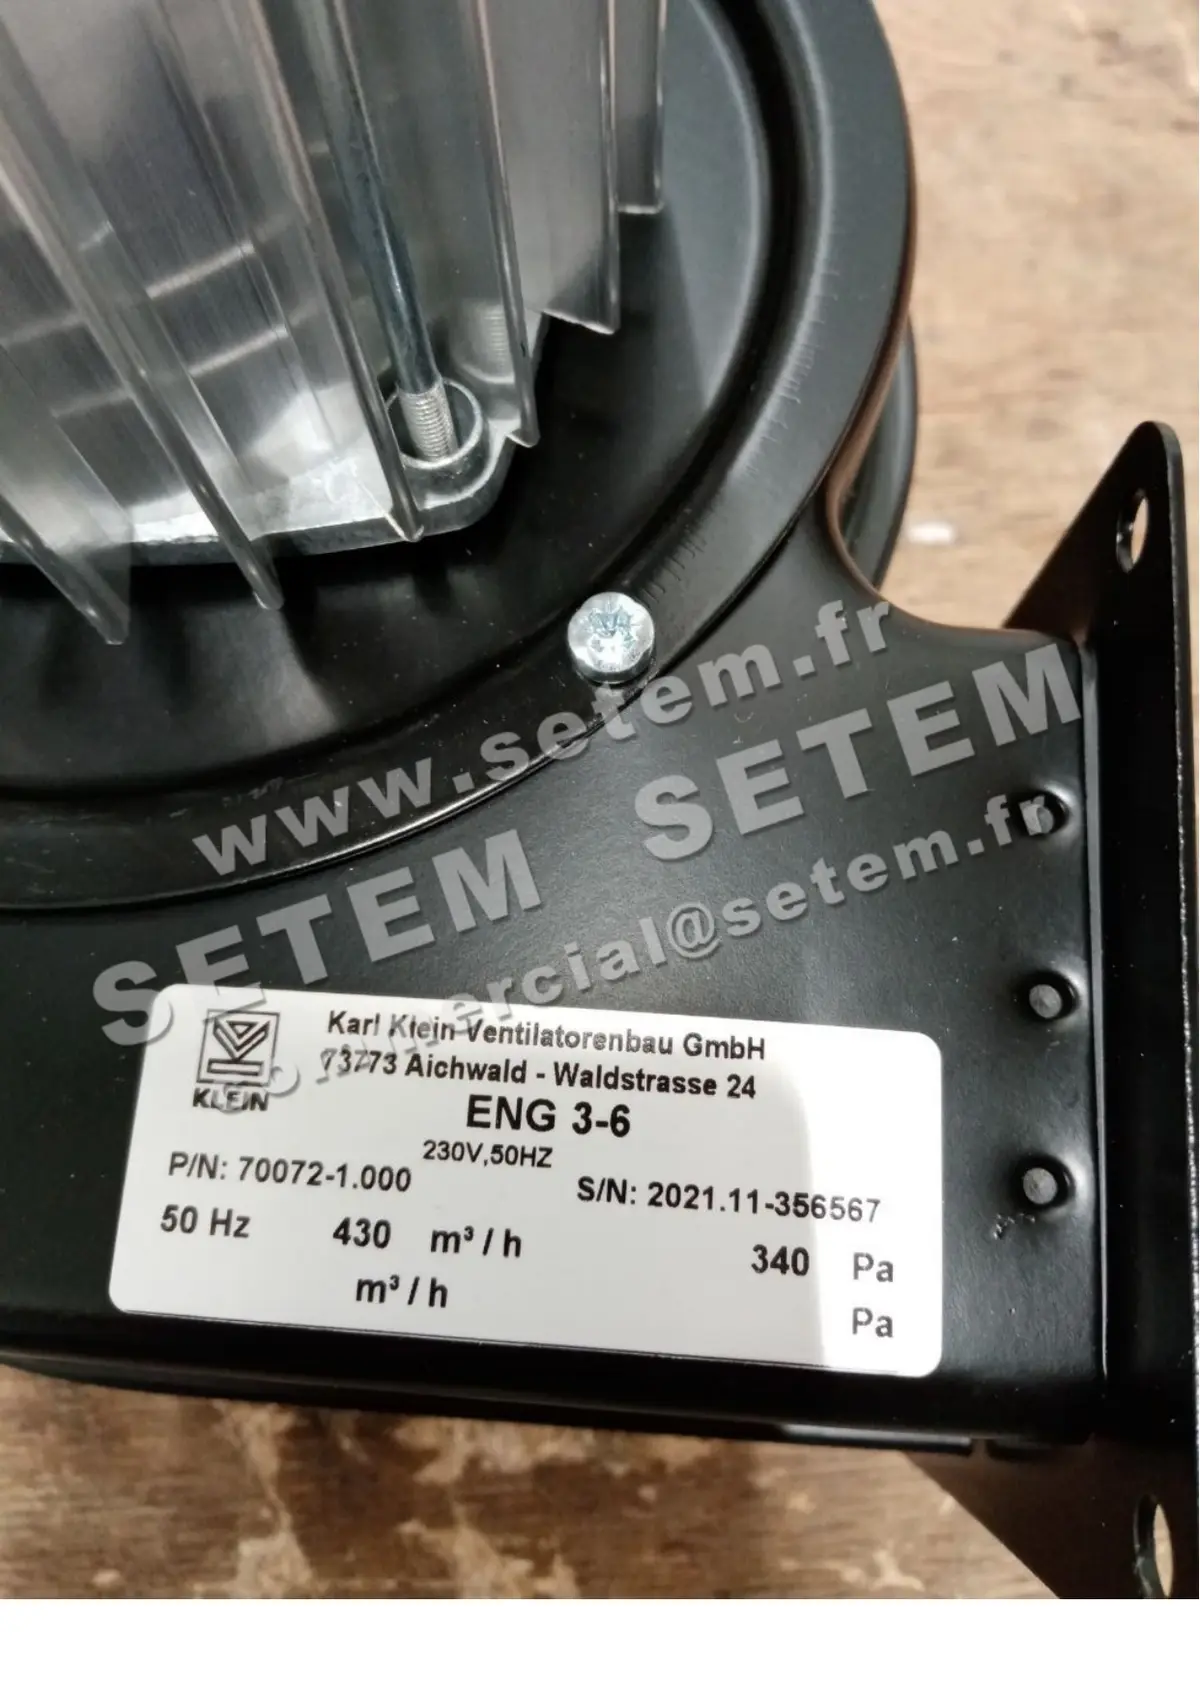 www.setem.fr
SETEM SETEM
commercial@setem.fr
KLEIN
Karl Klein Ventilatorenbau GmbH
73773 Aichwald - Waldstrasse 24
ENG 3-6
230V,50HZ
P/N: 70072-1.000
S/N: 2021.11-356567
50 Hz 430 m³ / h 340 Pa
m³ / h Pa